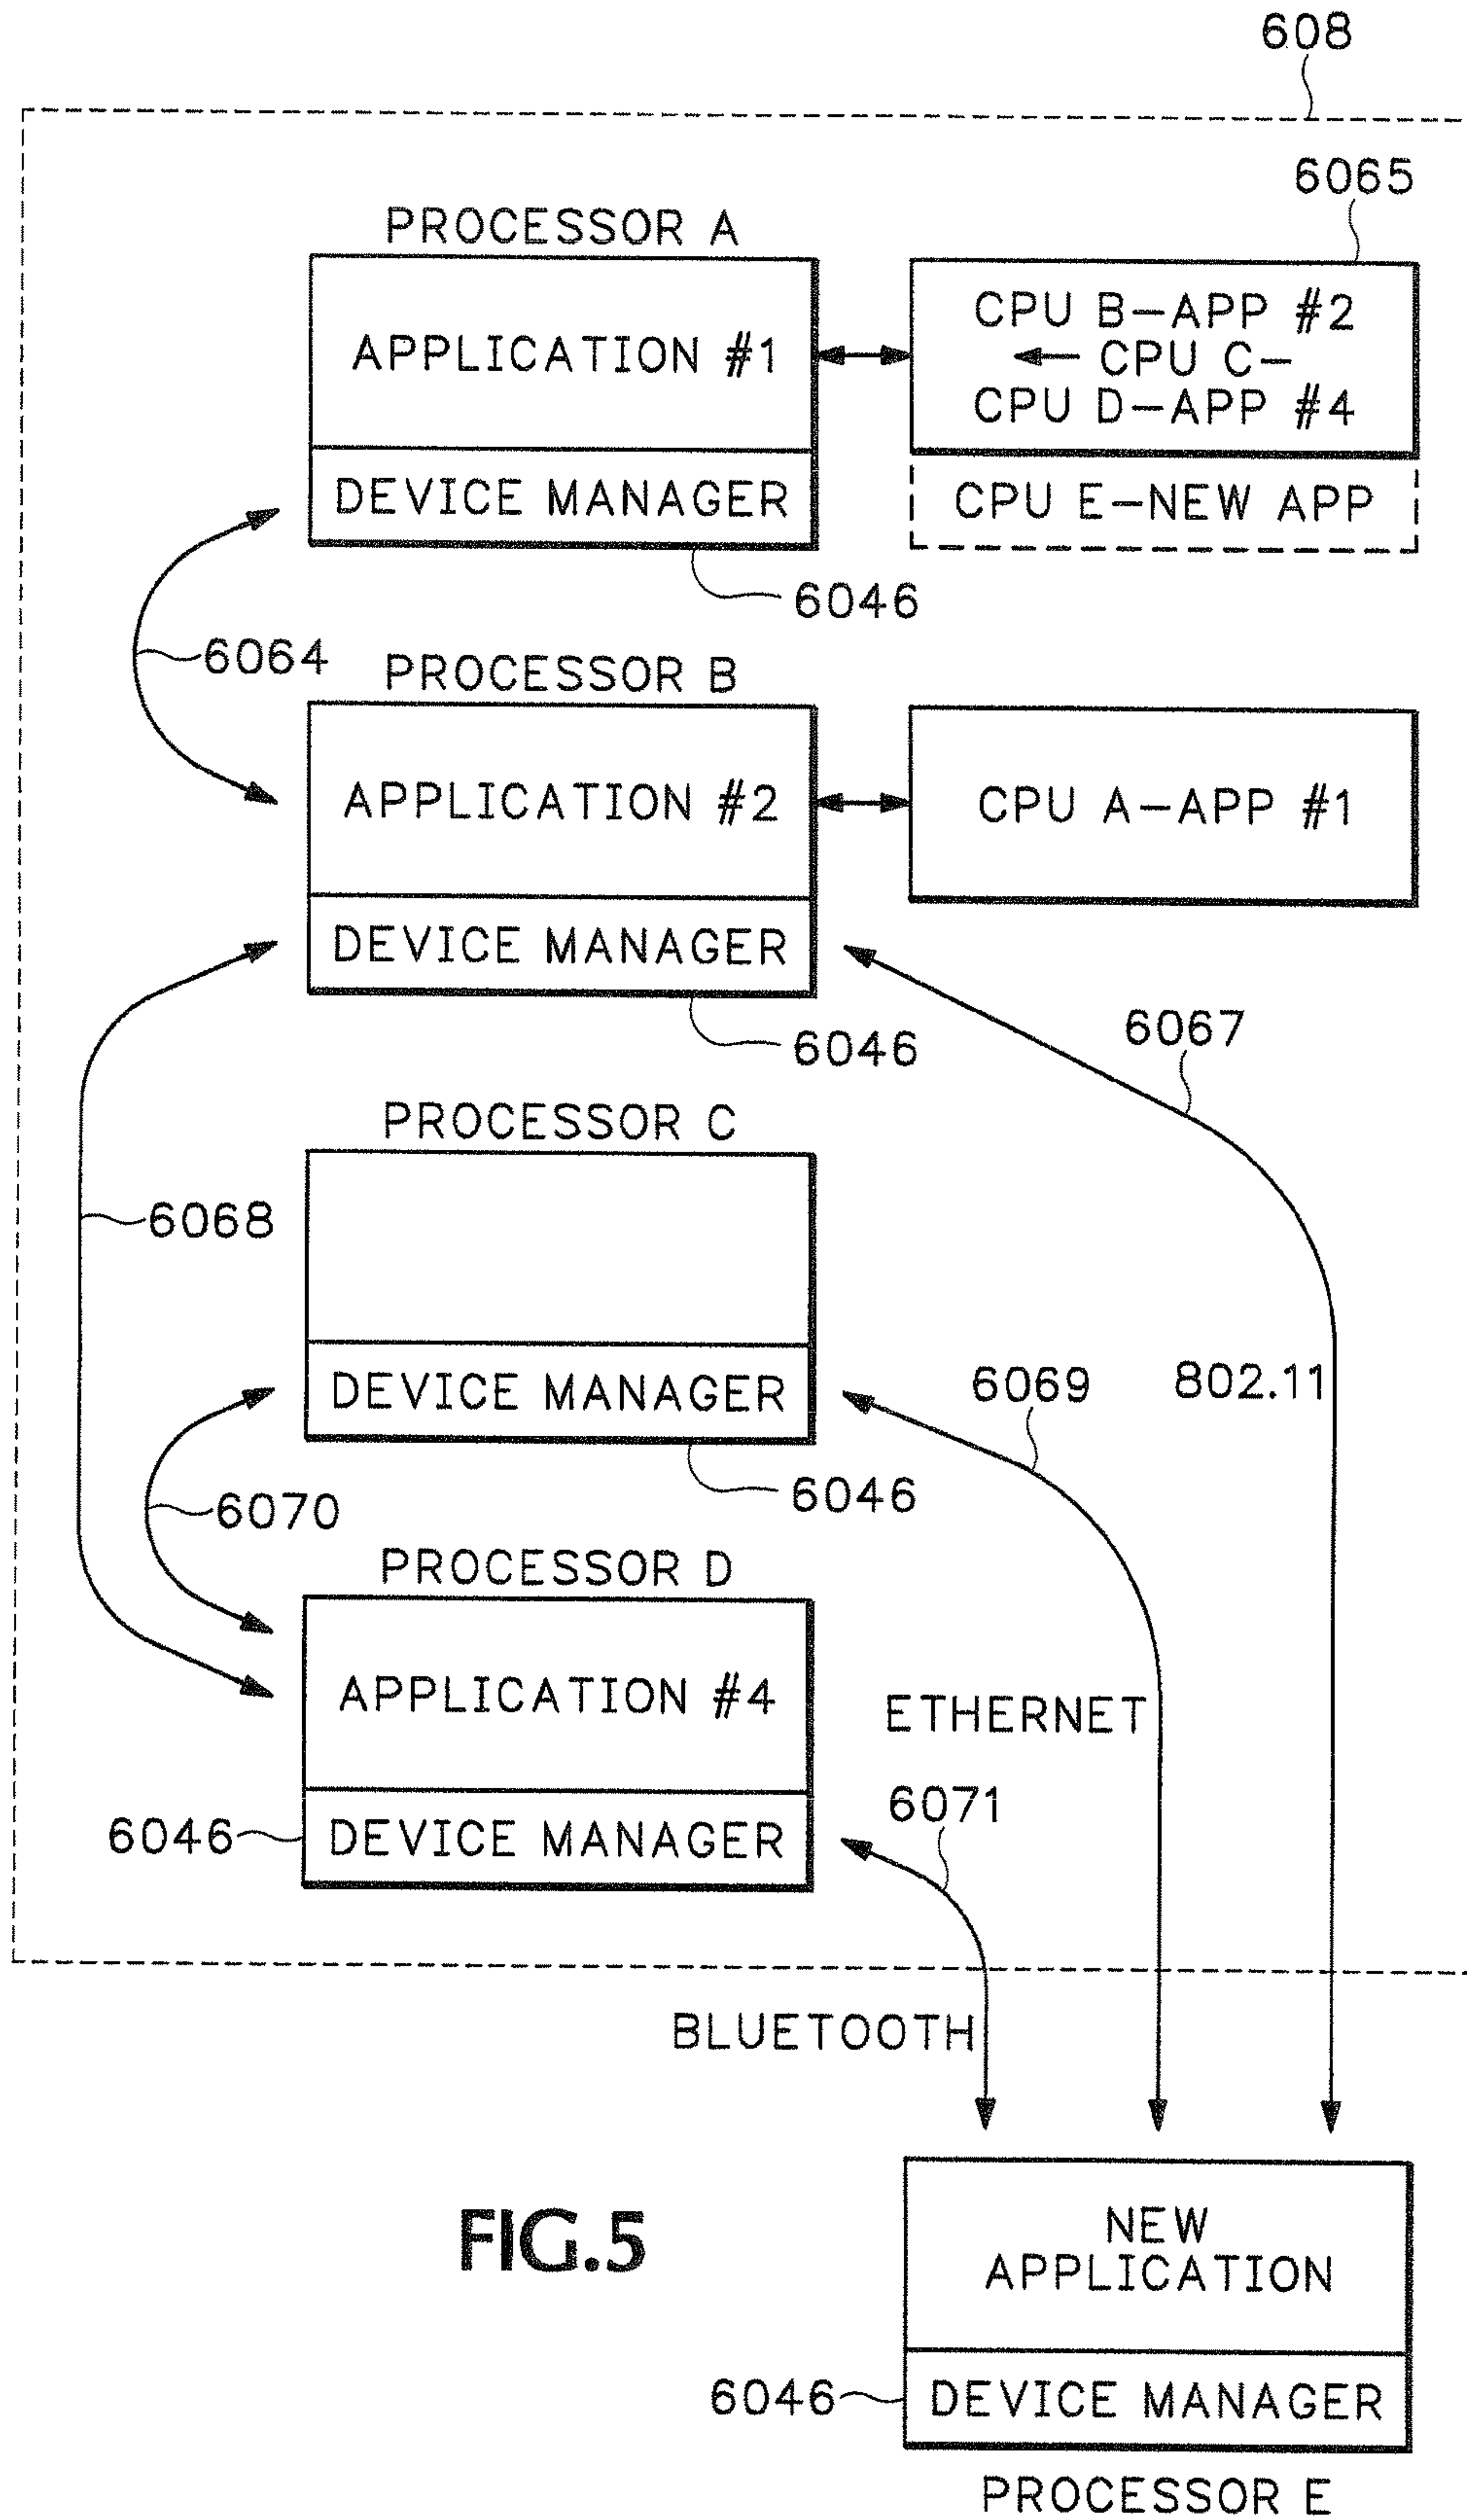 608
6065
PROCESSOR A
APPLICATION #1
CPU B-APP #2
← CPU C-
CPU D-APP #4
DEVICE MANAGER
CPU E-NEW APP
6046
6064
PROCESSOR B
APPLICATION #2
CPU A-APP #1
DEVICE MANAGER
6046
6067
PROCESSOR C
6068
DEVICE MANAGER
6069
802.11
6046
6070
PROCESSOR D
APPLICATION #4
ETHERNET
6071
6046
DEVICE MANAGER
BLUETOOTH
NEW
APPLICATION
FIG.5
6046
DEVICE MANAGER
PROCESSOR E